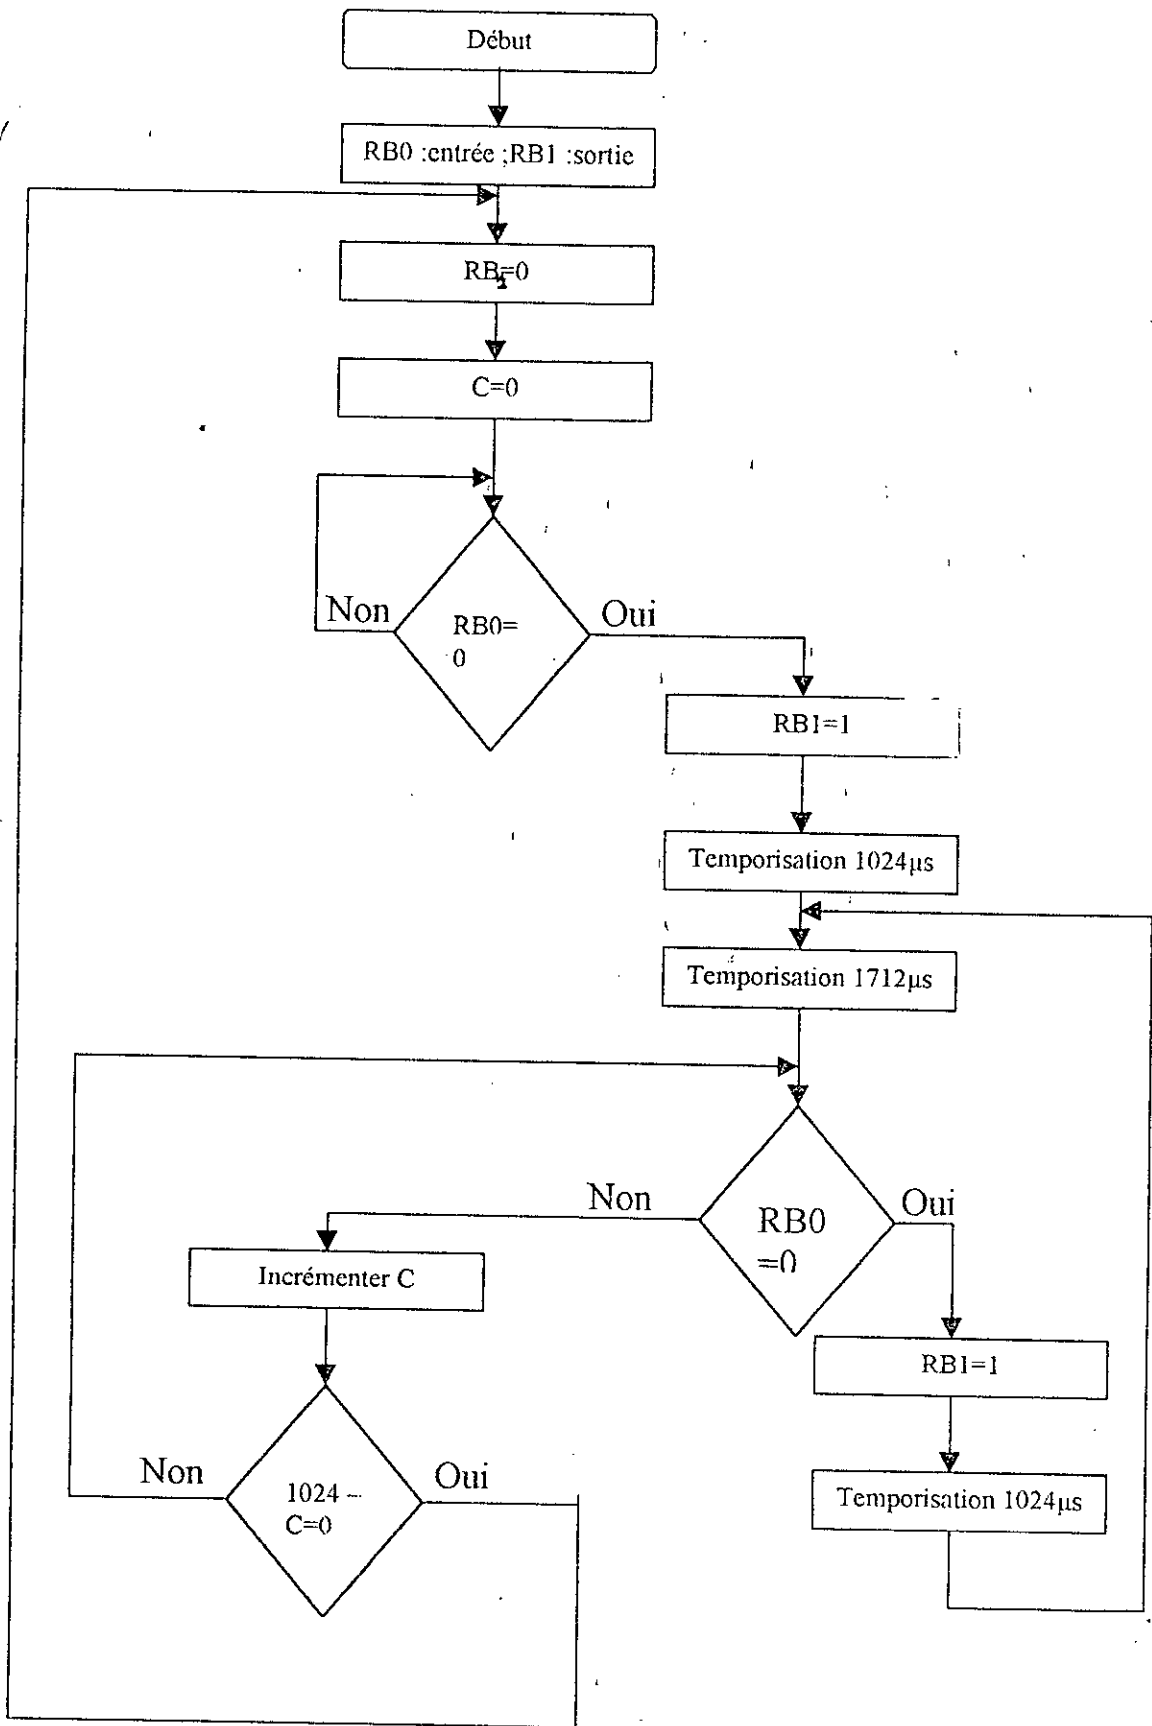 Début
RB0 :entrée ;RB1 :sortie
RB1=0
C=0
Non
Oui
RB0=
0
RB1=1
Temporisation 1024µs
Temporisation 1712µs
Non
Oui
RB0
=0
Incrémenter C
RB1=1
Non
Oui
1024 –
C=0
Temporisation 1024µs